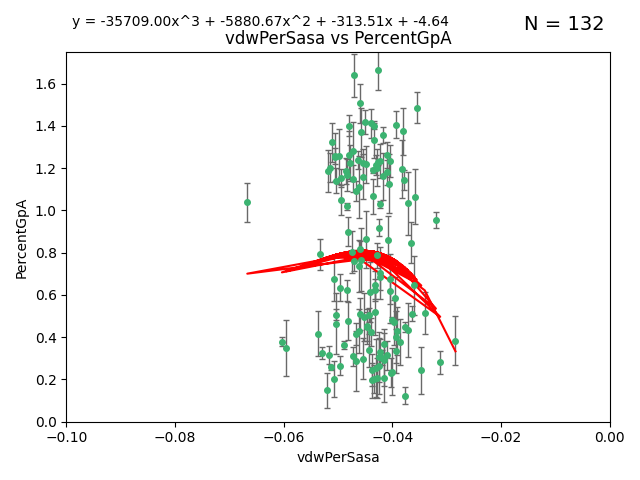 y = -35709.00x^3 + -5880.67x^2 + -313.51x + -4.64
N = 132
vdwPerSasa vs PercentGpA
PercentGpA
1.6
1.4
1.2
1.0
0.8
0.6
0.4
0.2
0.0
−0.10 −0.08 −0.06 −0.04 −0.02 0.00
vdwPerSasa